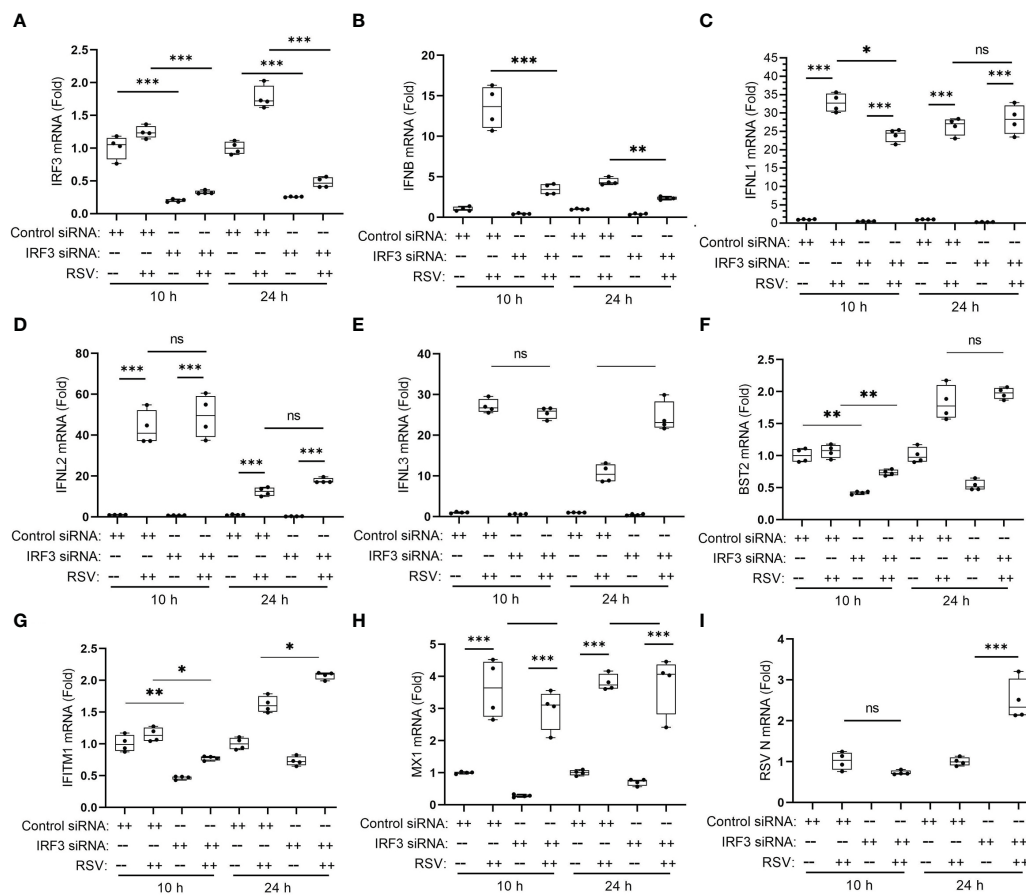 A
B
C
IRF3 mRNA (Fold)
2.5
2.0
1.5
1.0
0.5
0.0
*** *** *** ***
Control siRNA: ++ ++ -- -- ++ ++ -- --
IRF3 siRNA: -- -- ++ ++ -- -- ++ ++
RSV: -- ++ -- ++ -- ++ -- ++
10 h 24 h
IFNB mRNA (Fold)
20
15
10
5
0
*** **
++ ++ -- -- ++ ++ -- --
-- -- ++ ++ -- -- ++ ++
-- ++ -- ++ -- ++ -- ++
10 h 24 h
IFNL1 mRNA (Fold)
45
40
35
30
25
20
15
10
5
0
* ns
*** *** *** ***
Control siRNA: ++ ++ -- -- ++ ++ -- --
IRF3 siRNA: -- -- ++ ++ -- -- ++ ++
RSV: -- ++ -- ++ -- ++ -- ++
10 h 24 h
D
E
F
IFNL2 mRNA (Fold)
80
60
40
20
0
ns ns
*** *** *** ***
Control siRNA: ++ ++ -- -- ++ ++ -- --
IRF3 siRNA: -- -- ++ ++ -- -- ++ ++
RSV: -- ++ -- ++ -- ++ -- ++
10 h 24 h
IFNL3 mRNA (Fold)
40
30
20
10
0
ns
Control siRNA: ++ ++ -- -- ++ ++ -- --
IRF3 siRNA: -- -- ++ ++ -- -- ++ ++
RSV: -- ++ -- ++ -- ++ -- ++
10 h 24 h
BST2 mRNA (Fold)
2.5
2.0
1.5
1.0
0.5
0.0
** ** ns
Control siRNA: ++ ++ -- -- ++ ++ -- --
IRF3 siRNA: -- -- ++ ++ -- -- ++ ++
RSV: -- ++ -- ++ -- ++ -- ++
10 h 24 h
G
H
I
IFITM1 mRNA (Fold)
2.5
2.0
1.5
1.0
0.5
0.0
** * *
Control siRNA: ++ ++ -- -- ++ ++ -- --
IRF3 siRNA: -- -- ++ ++ -- -- ++ ++
RSV: -- ++ -- ++ -- ++ -- ++
10 h 24 h
MX1 mRNA (Fold)
5
4
3
2
1
0
*** *** *** ***
Control siRNA: ++ ++ -- -- ++ ++ -- --
IRF3 siRNA: -- -- ++ ++ -- -- ++ ++
RSV: -- ++ -- ++ -- ++ -- ++
10 h 24 h
RSV N mRNA (Fold)
4
3
2
1
0
ns ***
Control siRNA: ++ ++ -- -- ++ ++ -- --
IRF3 siRNA: -- -- ++ ++ -- -- ++ ++
RSV: -- ++ -- ++ -- ++ -- ++
10 h 24 h